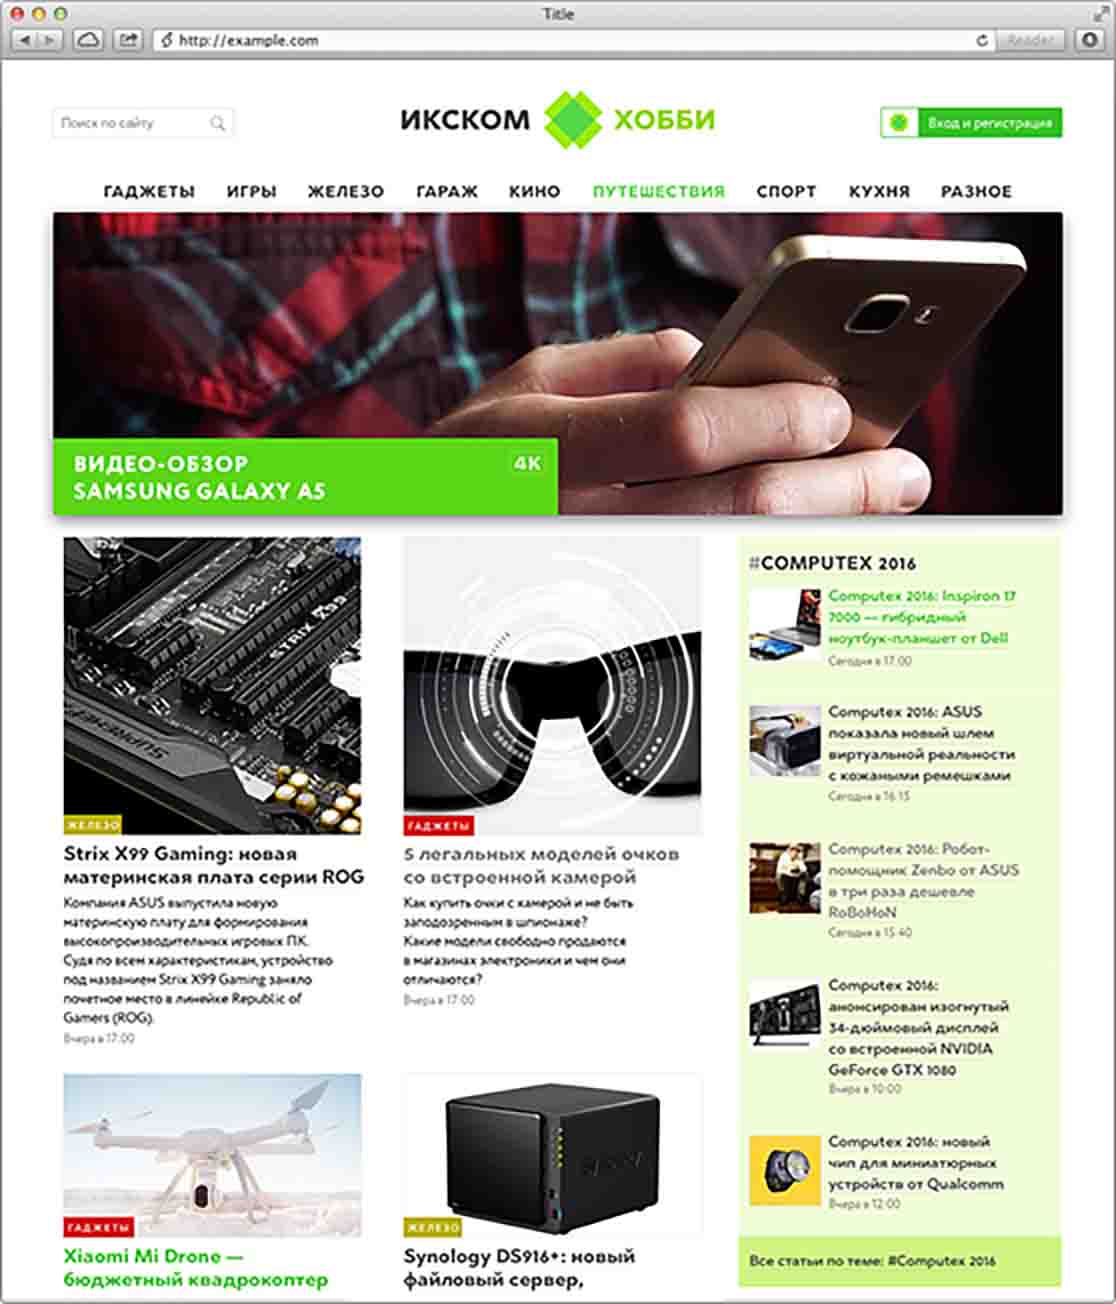 Title
http://example.com
Reader
Поиск по сайту
ИКСКОМ ХОББИ
Вход и регистрация
ГАДЖЕТЫ ИГРЫ ЖЕЛЕЗО ГАРАЖ КИНО ПУТЕШЕСТВИЯ СПОРТ КУХНЯ РАЗНОЕ
ВИДЕО-ОБЗОР
SAMSUNG GALAXY A5
4K
STRIX X99
ЖЕЛЕЗО
Strix X99 Gaming: новая
материнская плата серии ROG
Компания ASUS выпустила новую
материнскую плату для формирования
высокопроизводительных игровых ПК.
Судя по всем характеристикам, устройство
под названием Strix X99 Gaming заняло
почетное место в линейке Republic of
Gamers (ROG).
Вчера в 17:00
ГАДЖЕТЫ
5 легальных моделей очков
со встроенной камерой
Как купить очки с камерой и не быть
заподозренным в шпионаже?
Какие модели свободно продаются
в магазинах электроники и чем они
отличаются?
Вчера в 17:00
ГАДЖЕТЫ
Xiaomi Mi Drone —
бюджетный квадрокоптер
ЖЕЛЕЗО
Synology DS916+: новый
файловый сервер,
#COMPUTEX 2016
Computex 2016: Inspiron 17
7000 — гибридный
ноутбук-планшет от Dell
Сегодня в 17:00
Computex 2016: ASUS
показала новый шлем
виртуальной реальности
с кожаными ремешками
Сегодня в 16:15
Computex 2016: Робот-
помощник Zenbo от ASUS
в три раза дешевле
RoBoHoN
Сегодня в 15:40
Computex 2016:
анонсирован изогнутый
34-дюймовый дисплей
со встроенной NVIDIA
GeForce GTX 1080
Вчера в 10:00
Computex 2016: новый
чип для миниатюрных
устройств от Qualcomm
Вчера в 12:00
Все статьи по теме: #Computex 2016